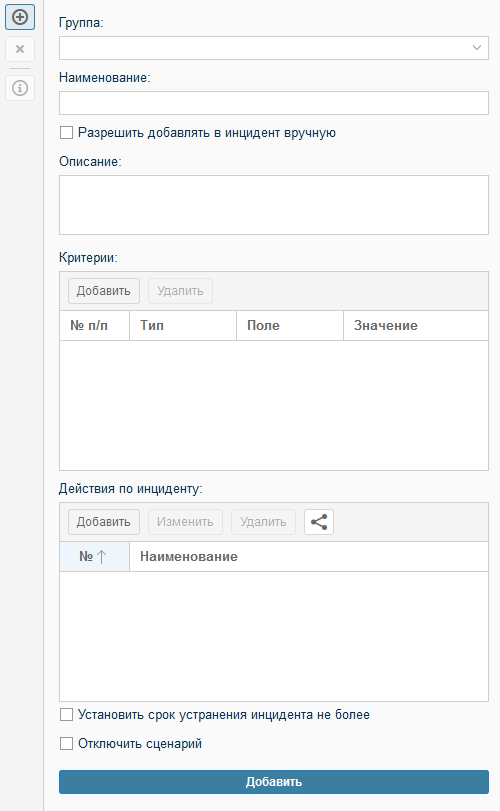 Группа:
Наименование:
Разрешить добавлять в инцидент вручную
Описание:
Критерии:
Добавить Удалить
№ п/п Тип Поле Значение
Действия по инциденту:
Добавить Изменить Удалить
№ Наименование
Установить срок устранения инцидента не более
Отключить сценарий
Добавить